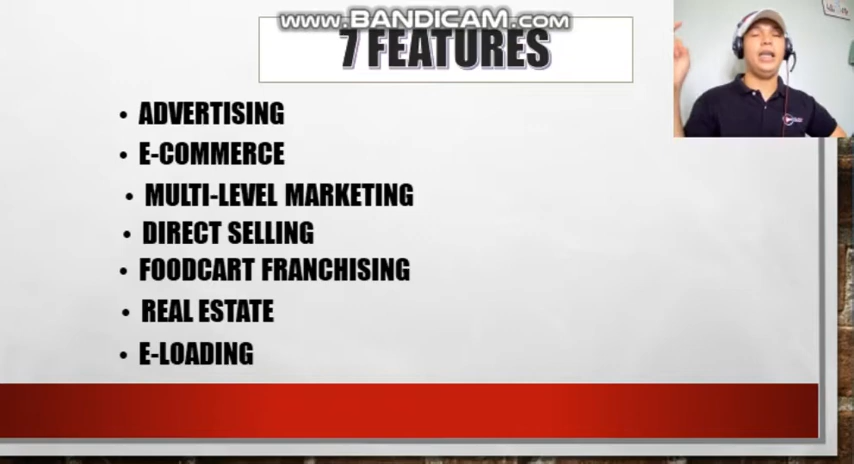 www.BANDICAM.com
7 FEATURES
• ADVERTISING
• E-COMMERCE
• MULTI-LEVEL MARKETING
• DIRECT SELLING
• FOODCART FRANCHISING
• REAL ESTATE
• E-LOADING